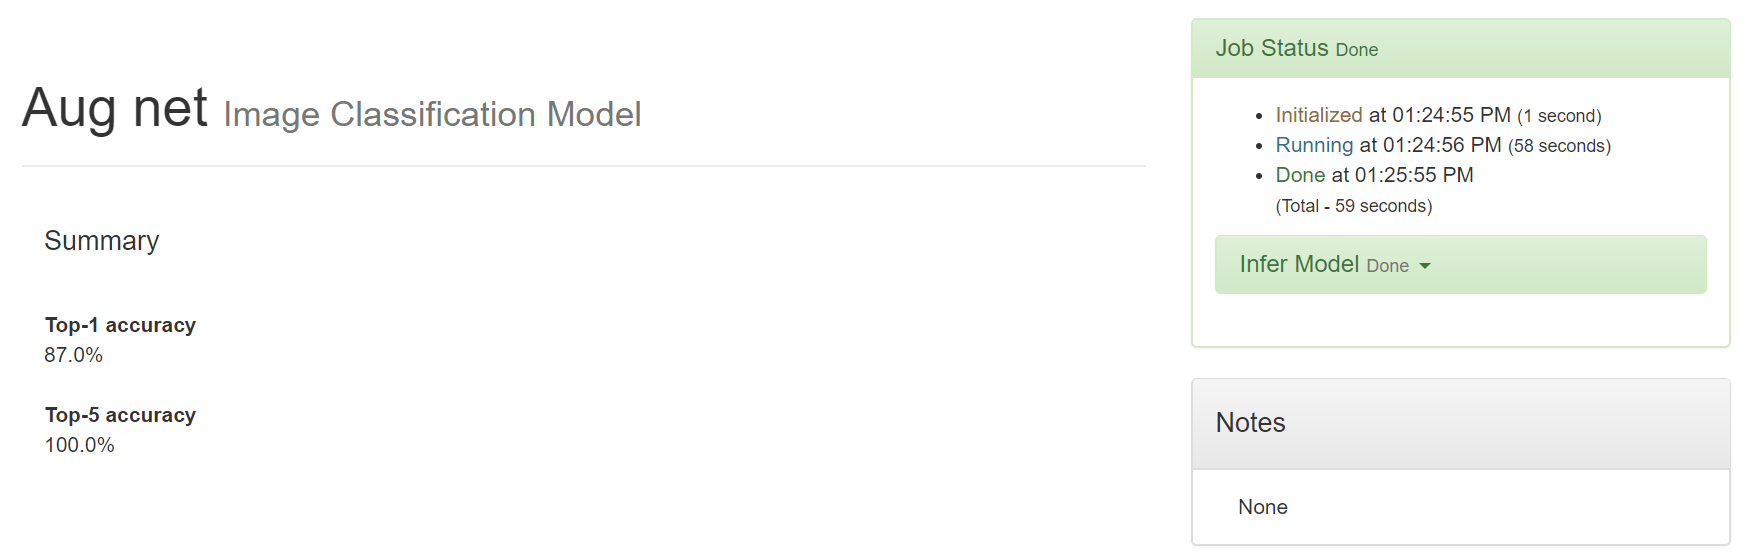 Aug net Image Classification Model
Summary
Top-1 accuracy
87.0%
Top-5 accuracy
100.0%
Job Status Done
Initialized at 01:24:55 PM (1 second)
Running at 01:24:56 PM (58 seconds)
Done at 01:25:55 PM
(Total - 59 seconds)
Infer Model Done
Notes
None